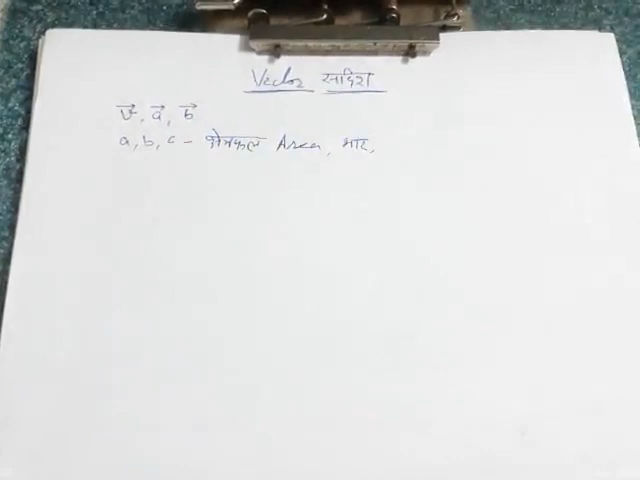 Vector सदिश
v⃗, a⃗, b⃗
a, b, c - क्षेत्रफल Area, भार,